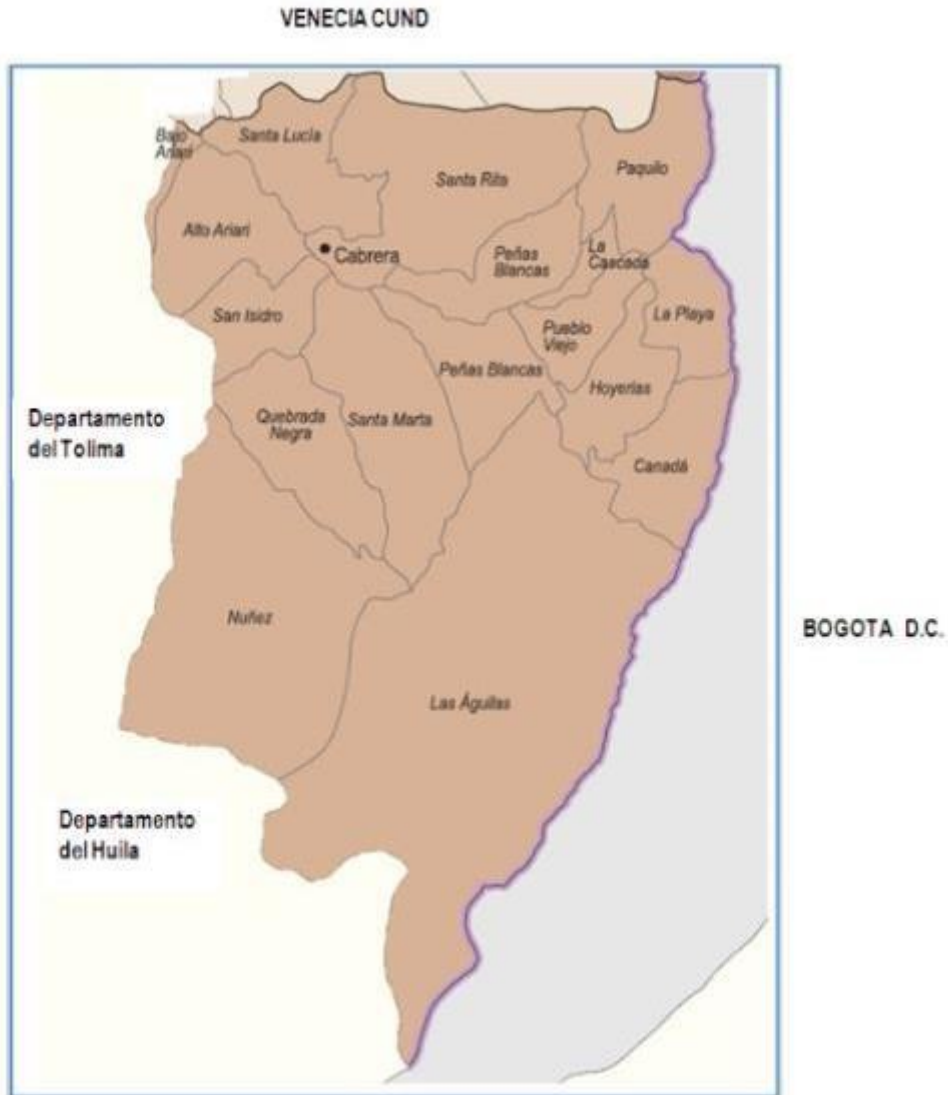 VENECIA CUND
Bajo
Ariari
Santa Lucía
Santa Rita
Paquilo
Alto Ariari
Cabrera
Peñas
Blancas
La
Cascada
San Isidro
Pueblo
Viejo
La Playa
Peñas Blancas
Hoyerias
Departamento
del Tolima
Quebrada
Negra
Santa Marta
Canadá
Nuñez
BOGOTA D.C.
Las Águilas
Departamento
del Huila